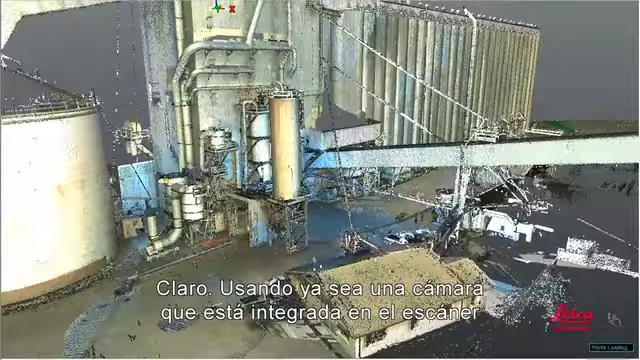 x
Claro. Usando ya sea una cámara
que está integrada en el escáner
Leica
Points Loading